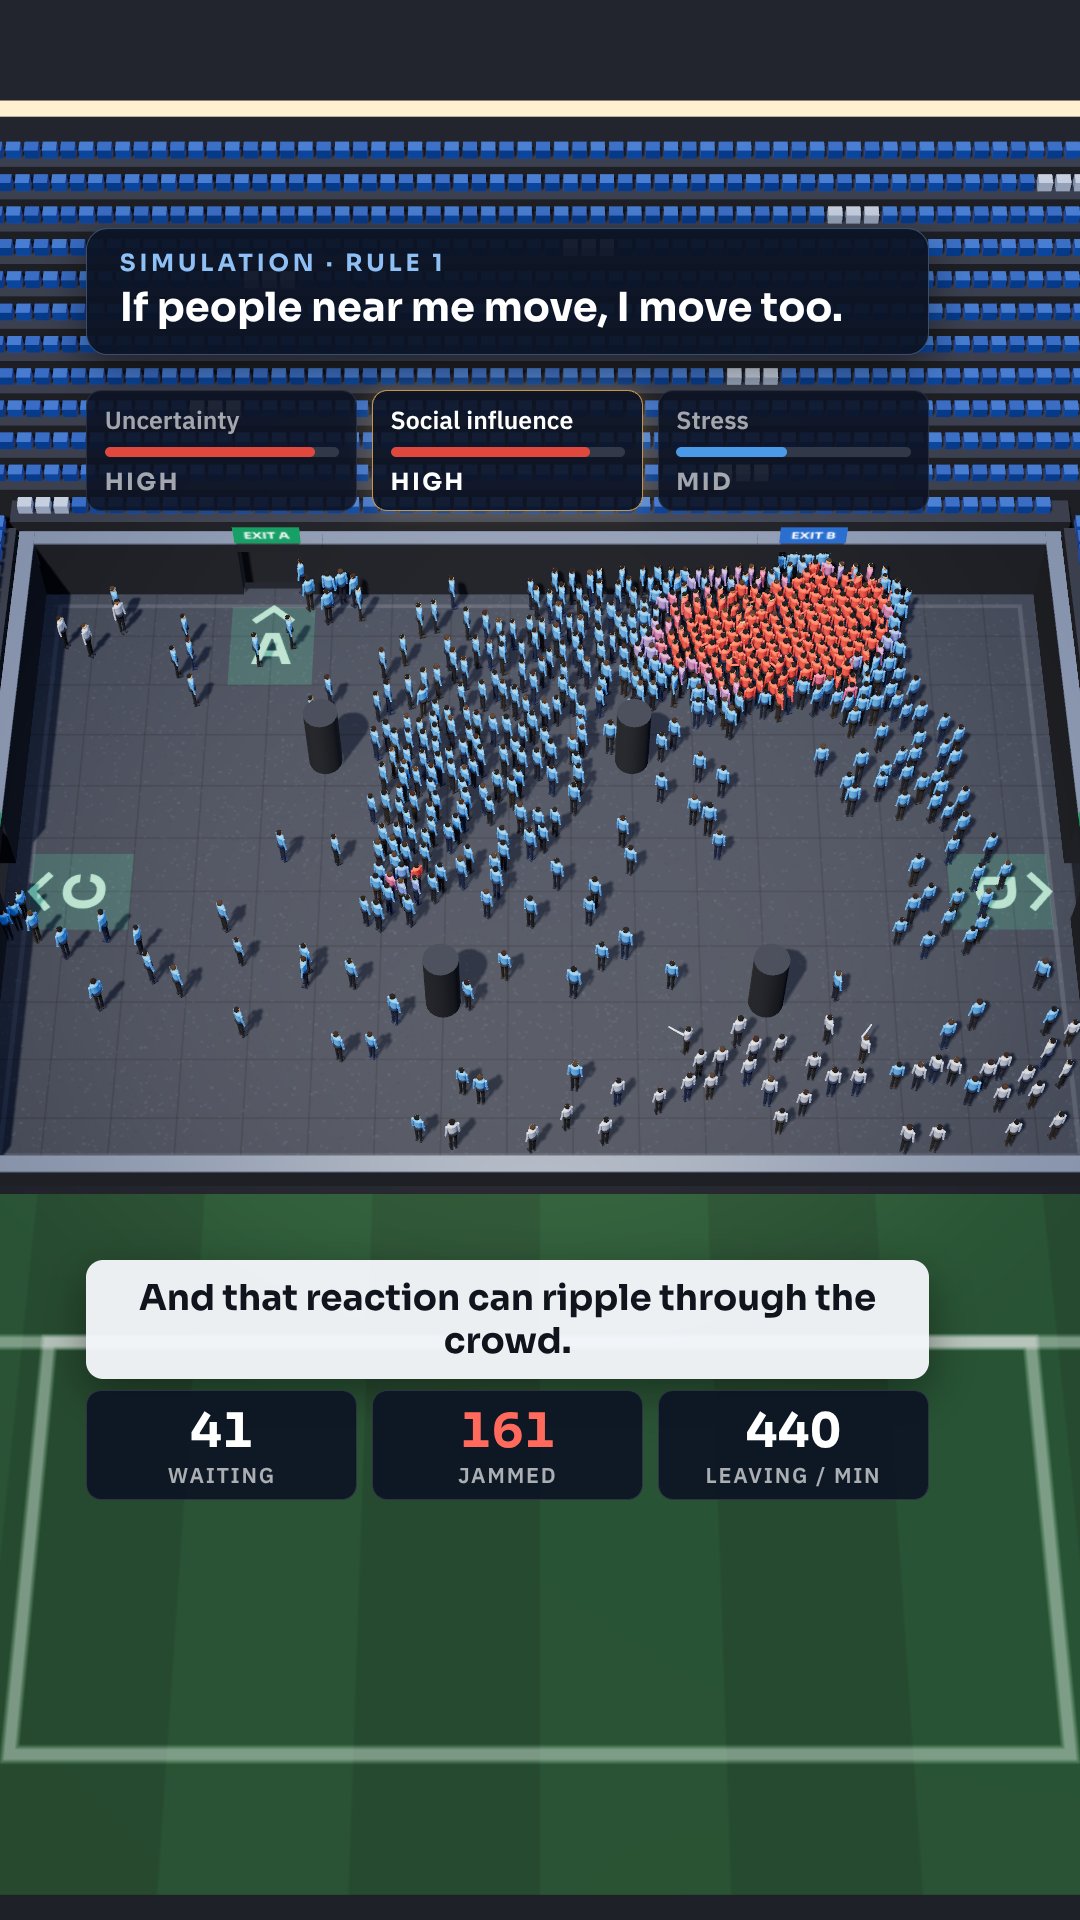 SIMULATION · RULE 1
If people near me move, I move too.
Uncertainty
HIGH
Social influence
HIGH
Stress
MID
EXIT A
EXIT B
A
C
D
And that reaction can ripple through the
crowd.
41
WAITING
161
JAMMED
440
LEAVING / MIN